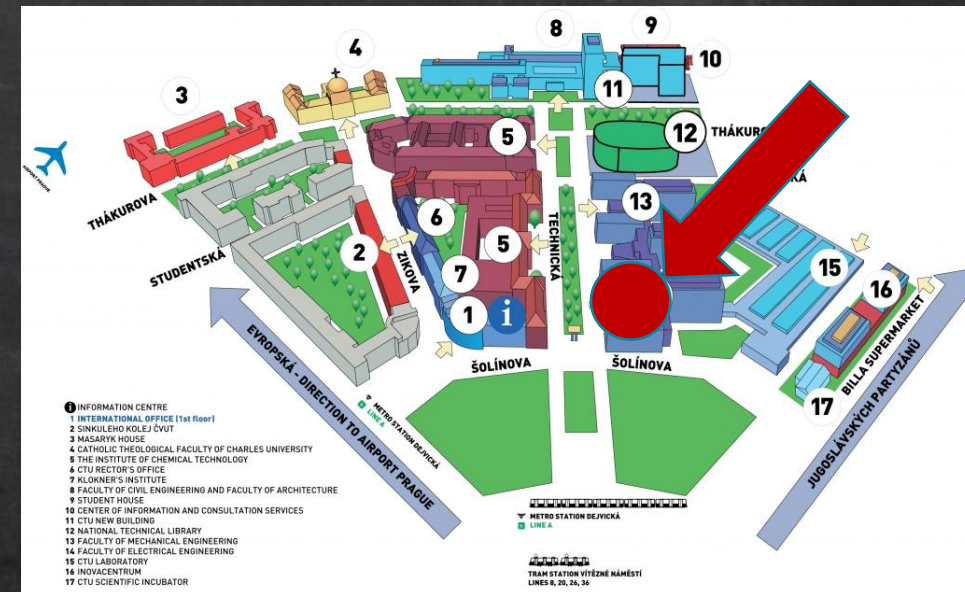 8
9
10
4
3
11
5
12
THÁKUROVA
AIRPORT PRAGUE
13
THÁKUROVA
STUDENTSKÁ
2
ZIKOVA
6
5
TECHNICKÁ
7
1
i
15
16
BILLA SUPERMARKET
17
ŠOLÍNOVA
ŠOLÍNOVA
EVROPSKÁ - DIRECTION TO AIRPORT PRAGUE
JUGOSLÁVSKÝCH PARTYZÁNŮ
METRO STATION DEJVICKÁ
LINE A
i INFORMATION CENTRE
1 INTERNATIONAL OFFICE (1st floor)
2 SINKULEHO KOLEJ ČVUT
3 MASARYK HOUSE
4 CATHOLIC THEOLOGICAL FACULTY OF CHARLES UNIVERSITY
5 THE INSTITUTE OF CHEMICAL TECHNOLOGY
6 CTU RECTOR'S OFFICE
7 KLOKNER'S INSTITUTE
8 FACULTY OF CIVIL ENGINEERING AND FACULTY OF ARCHITECTURE
9 STUDENT HOUSE
10 CENTER OF INFORMATION AND CONSULTATION SERVICES
11 CTU NEW BUILDING
12 NATIONAL TECHNICAL LIBRARY
13 FACULTY OF MECHANICAL ENGINEERING
14 FACULTY OF ELECTRICAL ENGINEERING
15 CTU LABORATORY
16 INOVACENTRUM
17 CTU SCIENTIFIC INCUBATOR
METRO STATION DEJVICKÁ
LINE A
TRAM STATION VÍTĚZNÉ NÁMĚSTÍ
LINES 8, 20, 26, 36